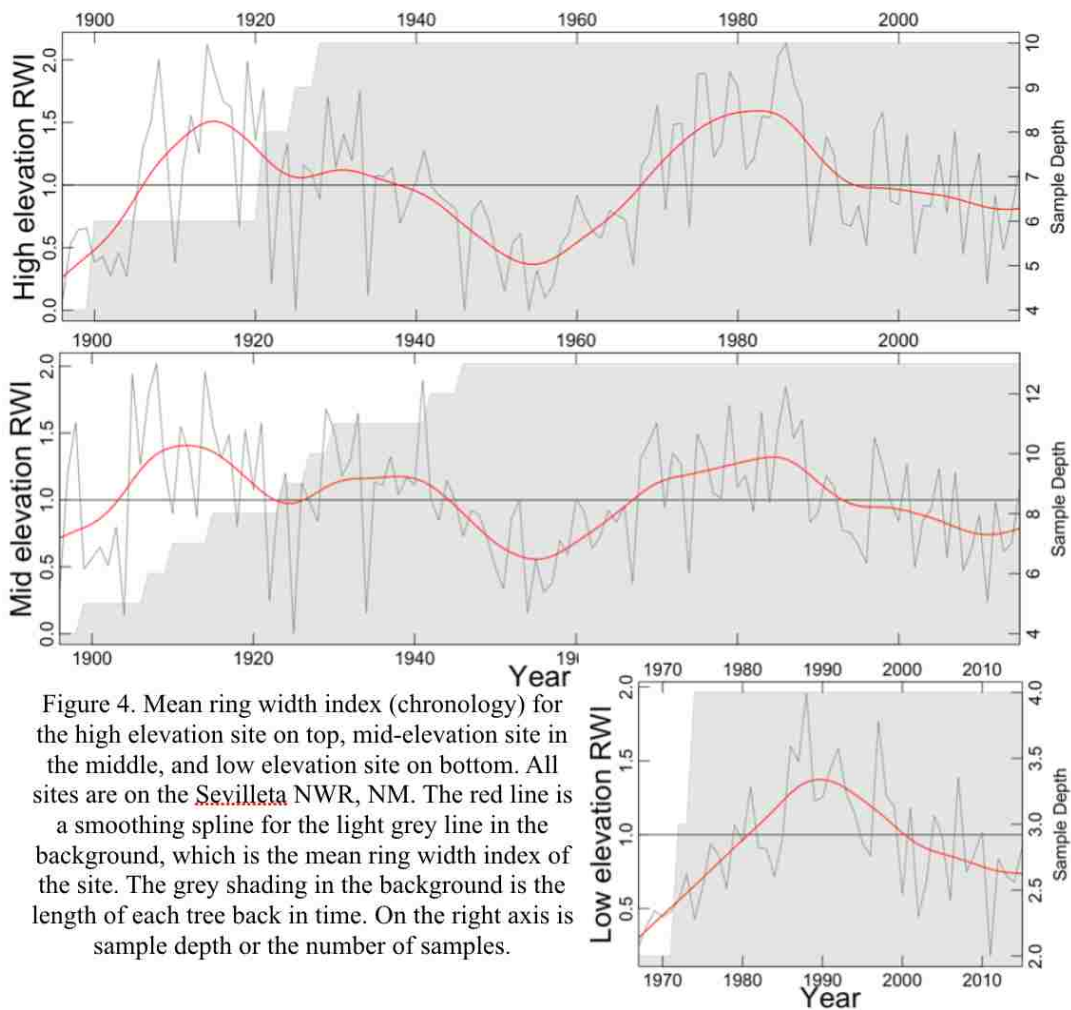 1900 1920 1940 1960 1980 2000
High elevation RWI
0.0 0.5 1.0 1.5 2.0
4 5 6 7 8 9 10
Sample Depth
1900 1920 1940 1960 1980 2000
Mid elevation RWI
0.0 0.5 1.0 1.5 2.0
4 6 8 10 12
Sample Depth
1900 1920 1940
Year
1970 1980 1990 2000 2010
Low elevation RWI
0.5 1.0 1.5 2.0
2.0 2.5 3.0 3.5 4.0
Sample Depth
1970 1980 1990 2000 2010
Year
Figure 4. Mean ring width index (chronology) for
the high elevation site on top, mid-elevation site in
the middle, and low elevation site on bottom. All
sites are on the Sevilleta NWR, NM. The red line is
a smoothing spline for the light grey line in the
background, which is the mean ring width index of
the site. The grey shading in the background is the
length of each tree back in time. On the right axis is
sample depth or the number of samples.